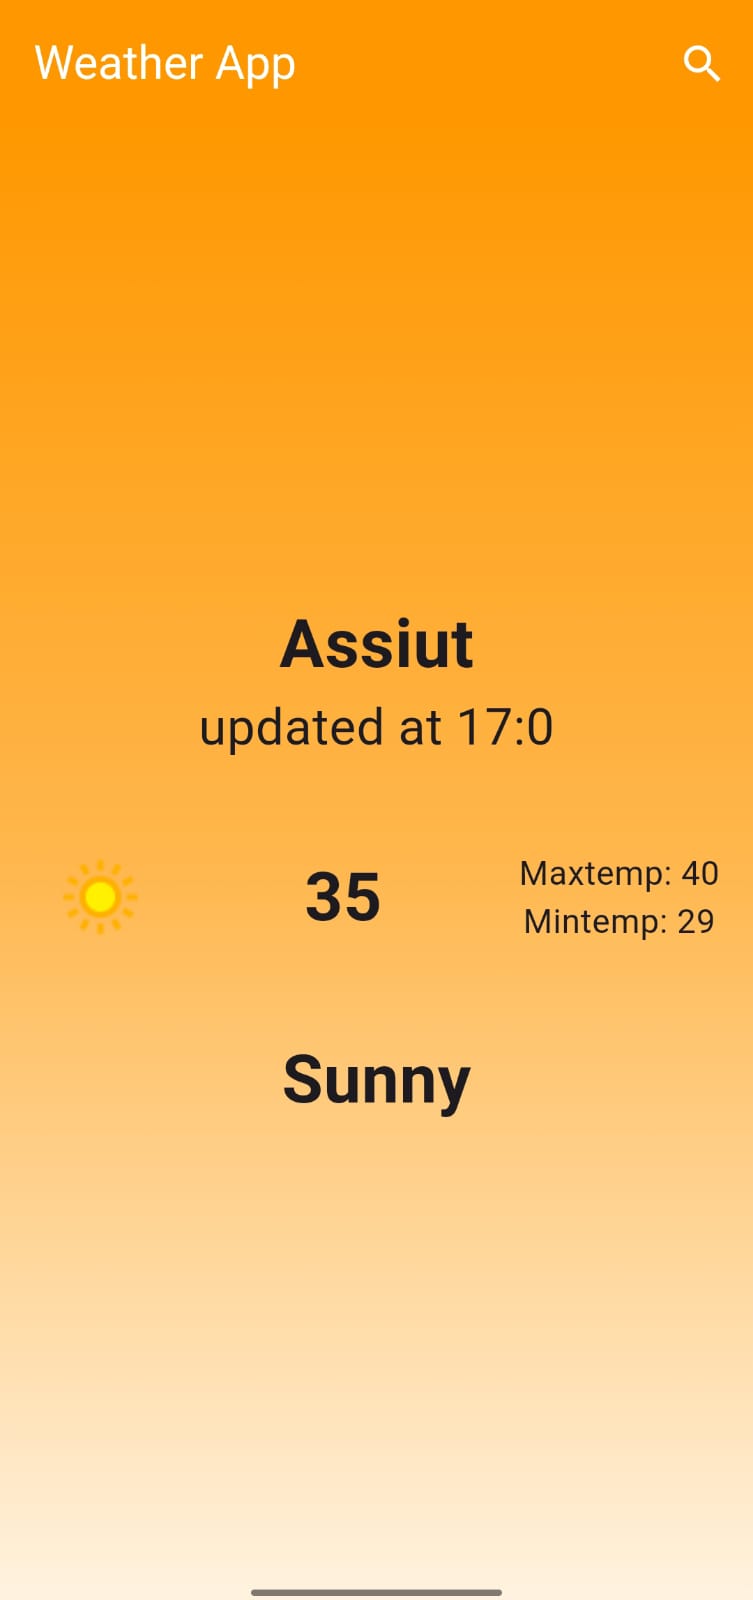 Weather App
Assiut
updated at 17:0
35
Maxtemp: 40
Mintemp: 29
Sunny